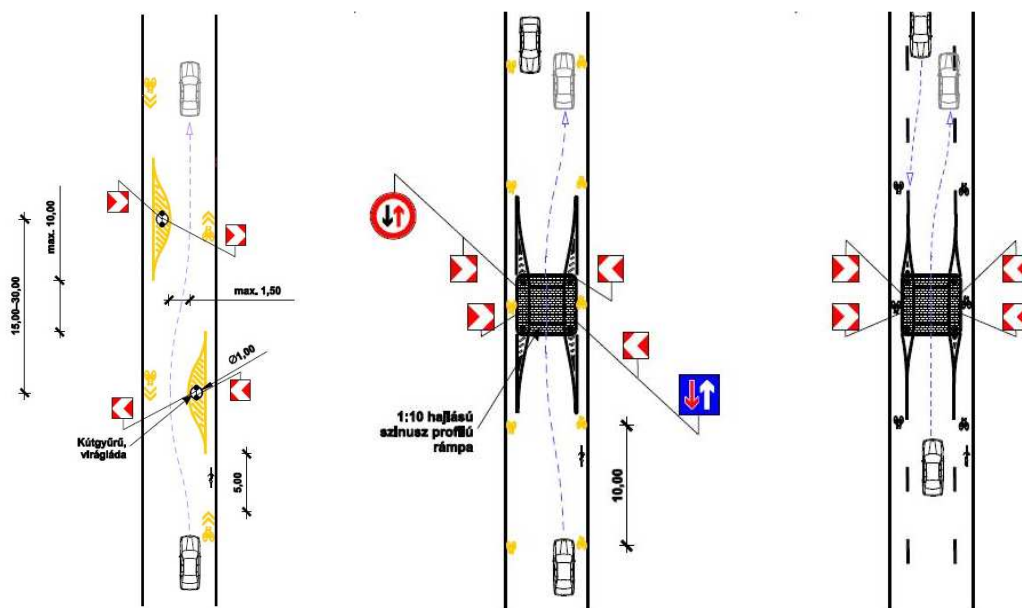 max. 10,00
15,00–30,00
max. 1,50
Ø1,00
Kútgyűrű,
virágláda
5,00
1:10 hajlású
szinusz profilú
rámpa
10,00